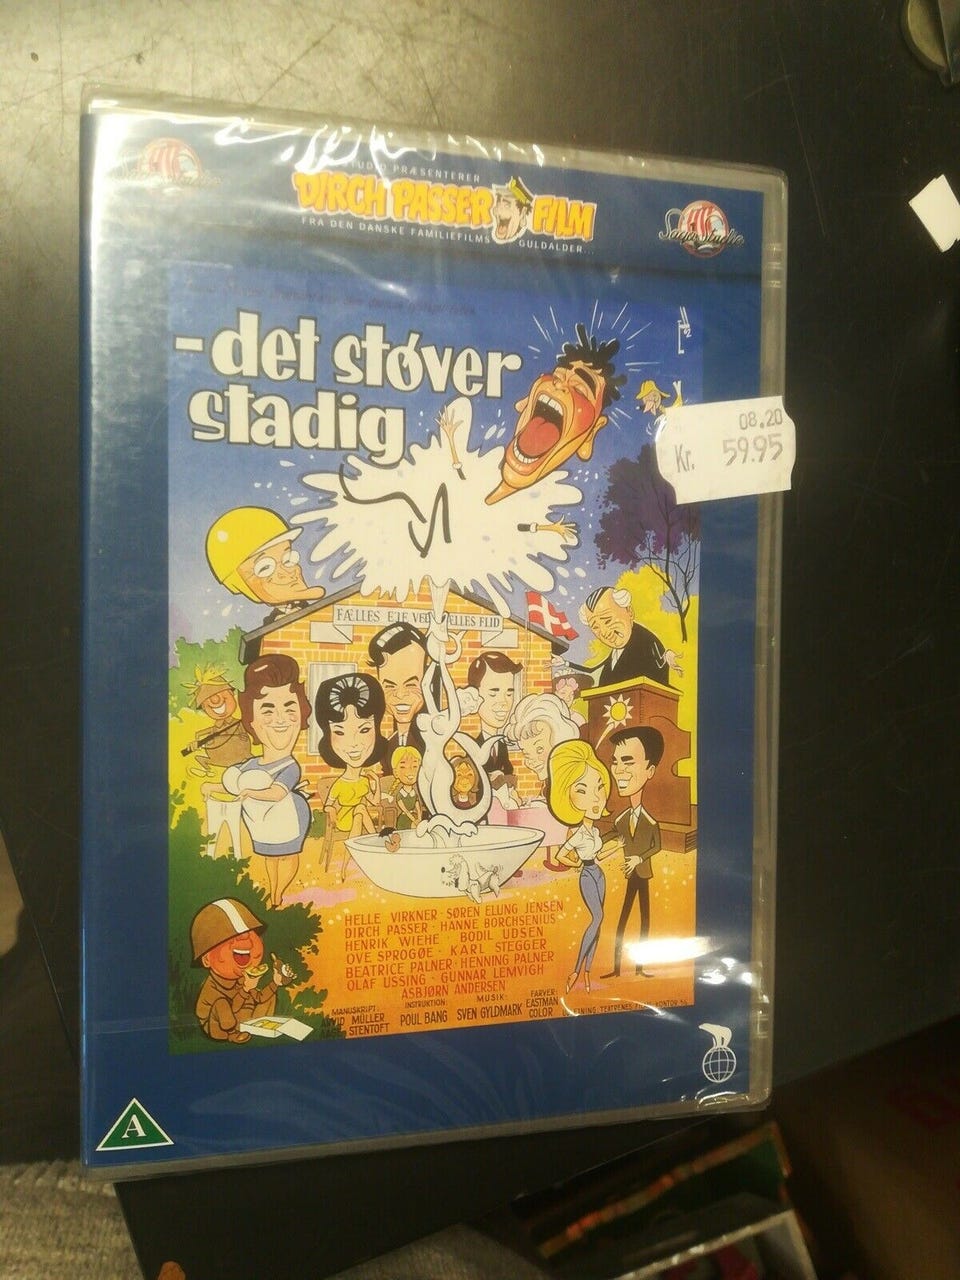 PRÆSENTERER
DIRCH PASSER FILM
FRA DEN DANSKE FAMILIEFILMS GULDALDER...
- det støver
stadig
08.20
Kr. 59.95
FÆLLES EJE VED FÆLLES FLID
HELLE VIRKNER · SØREN ELUNG JENSEN
DIRCH PASSER · HANNE BORCHSENIUS
HENRIK WIEHE · BODIL UDSEN
OVE SPROGØE · KARL STEGGER
BEATRICE PALNER · HENNING PALNER
OLAF USSING · GUNNAR LEMVIGH
ASBJØRN ANDERSEN
MANUSKRIPT: INSTRUKTION: MUSIK: FARVER:
ARVID MÜLLER POUL BANG SVEN GYLDMARK EASTMAN
STENTOFT COLOR
A